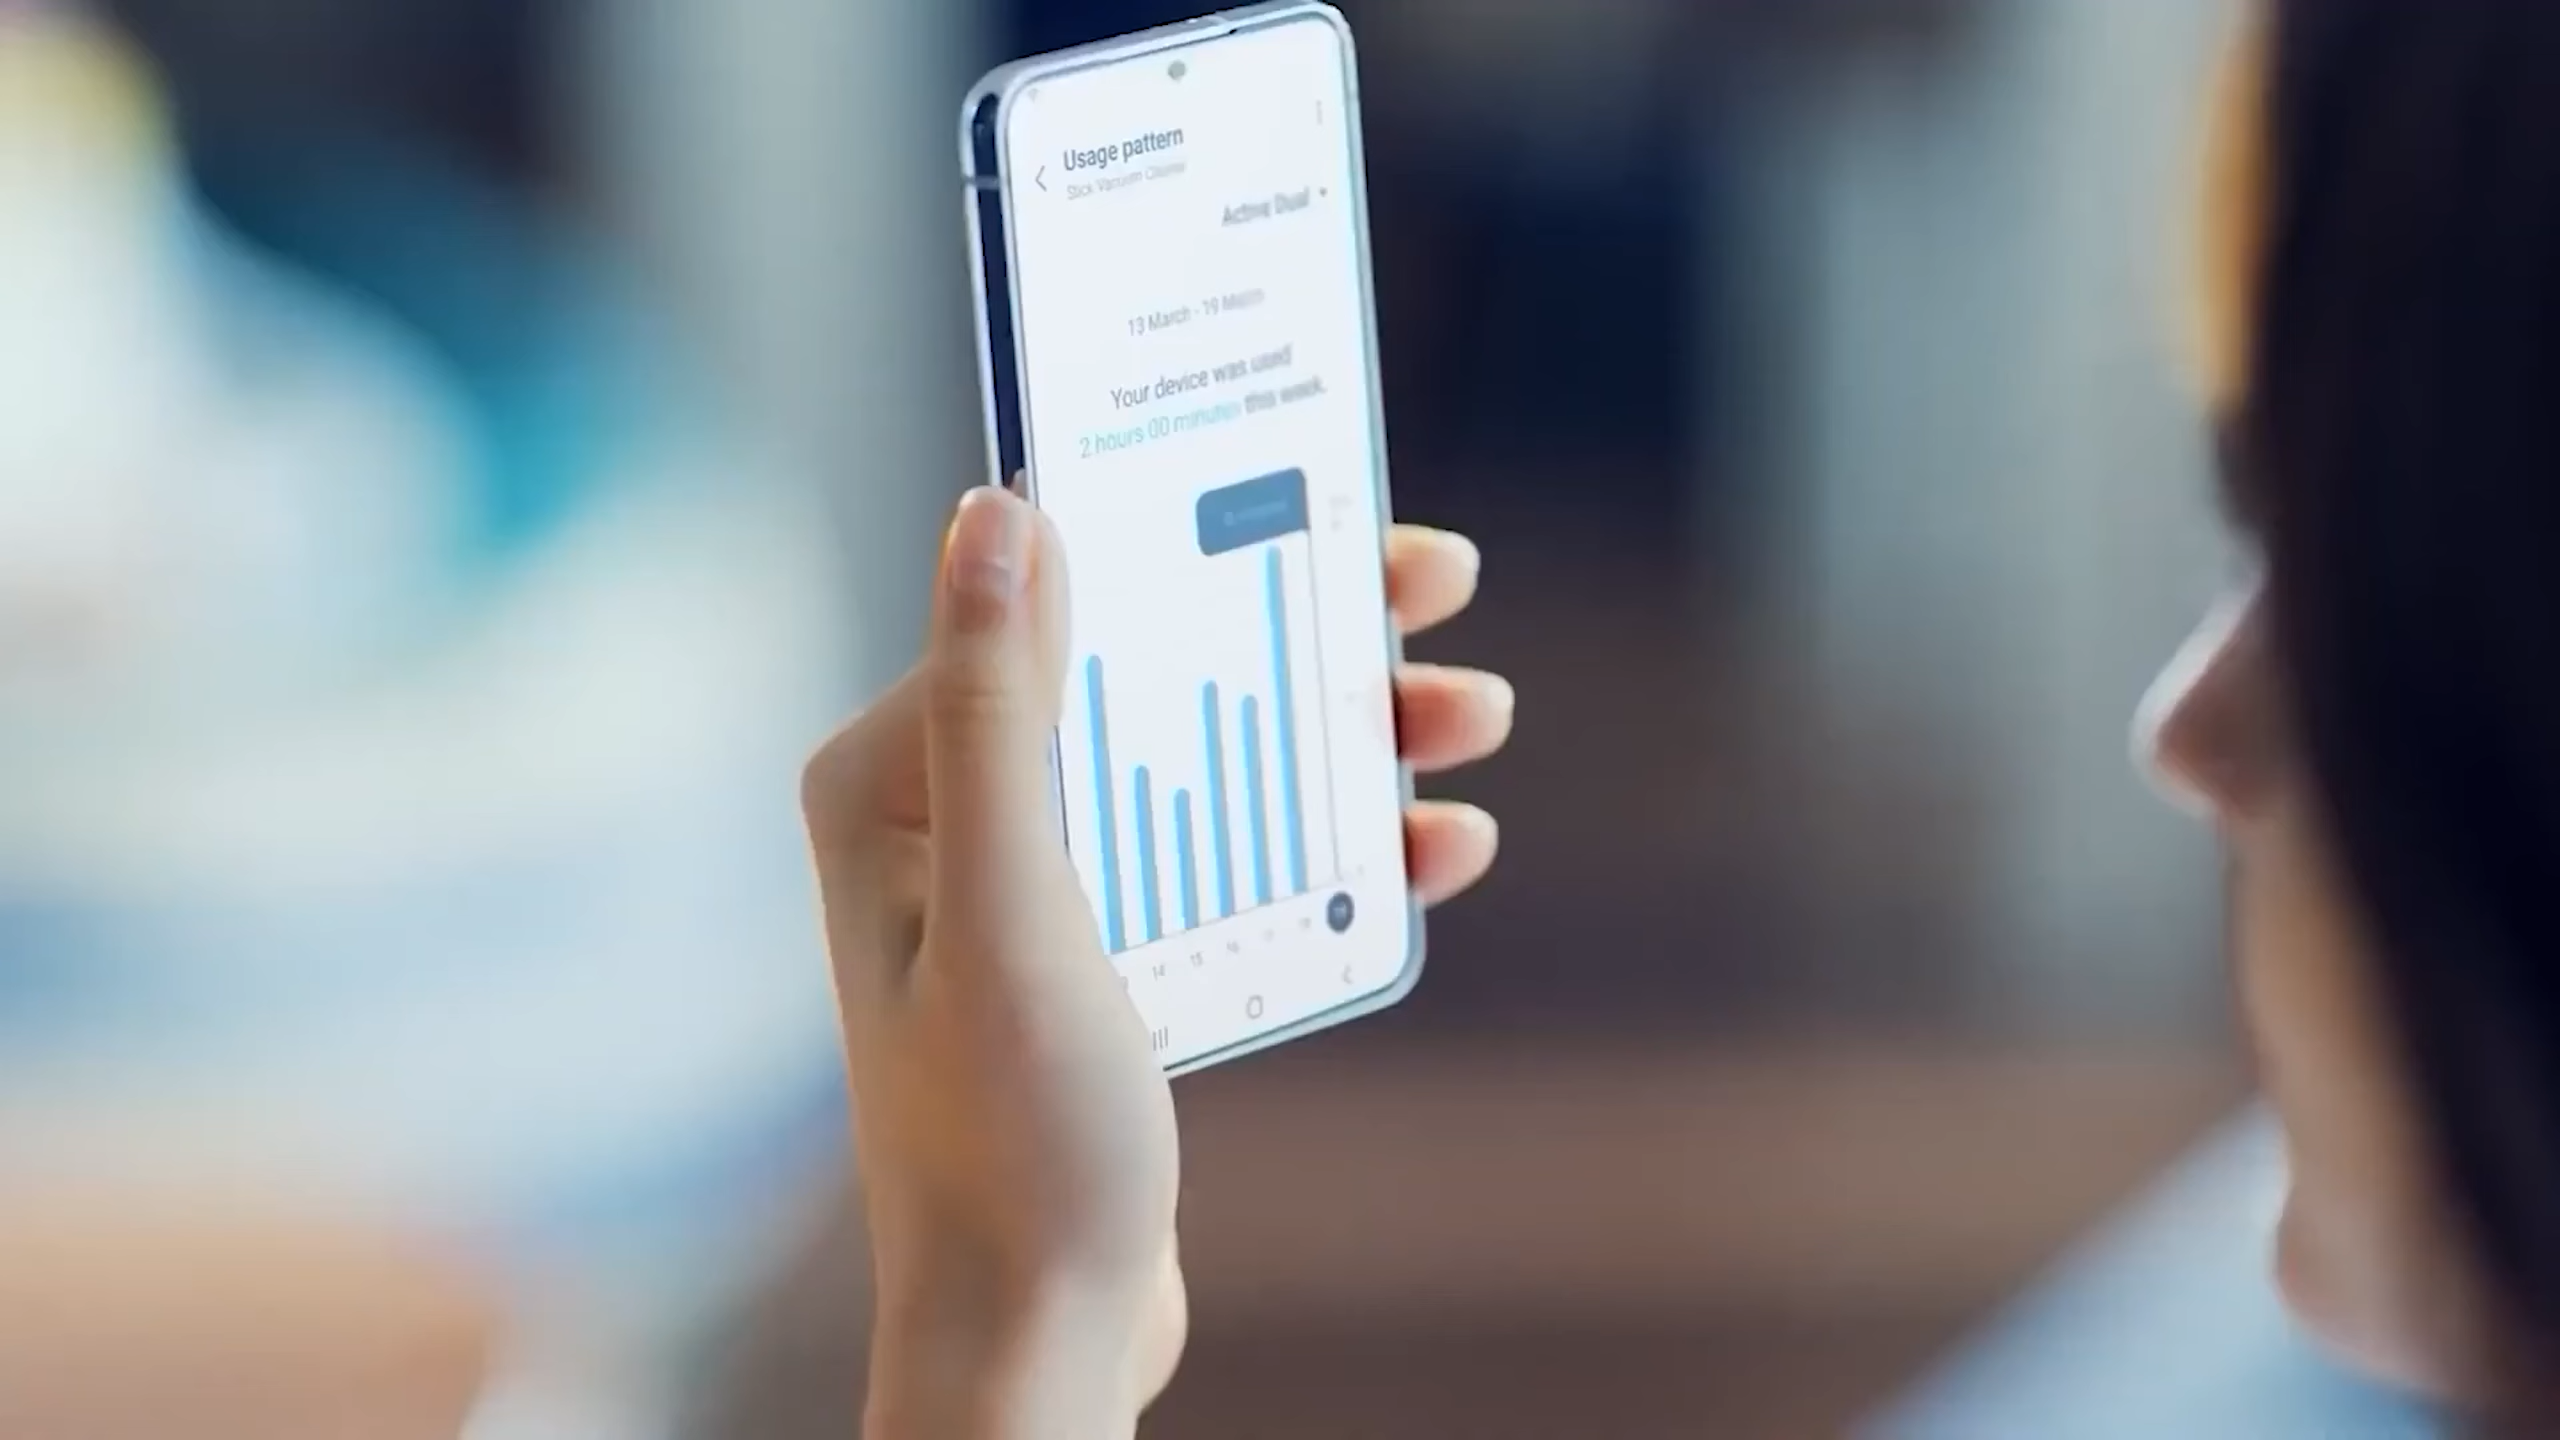 Usage pattern
Stick Vacuum Cleaner
Active Dual
13 March - 19 March
Your device was used
2 hours 00 minutes this week.
14 15 16